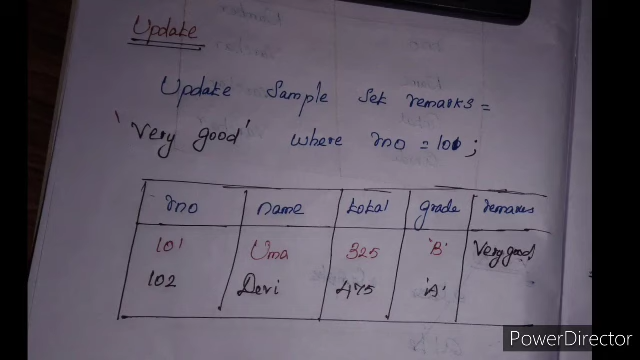 Update
Update Sample Set remarks =
'Very good' where rno = 101;
rno name total grade remarks
101 Uma 325 'B' Very good
102 Devi 475 'A'
PowerDirector